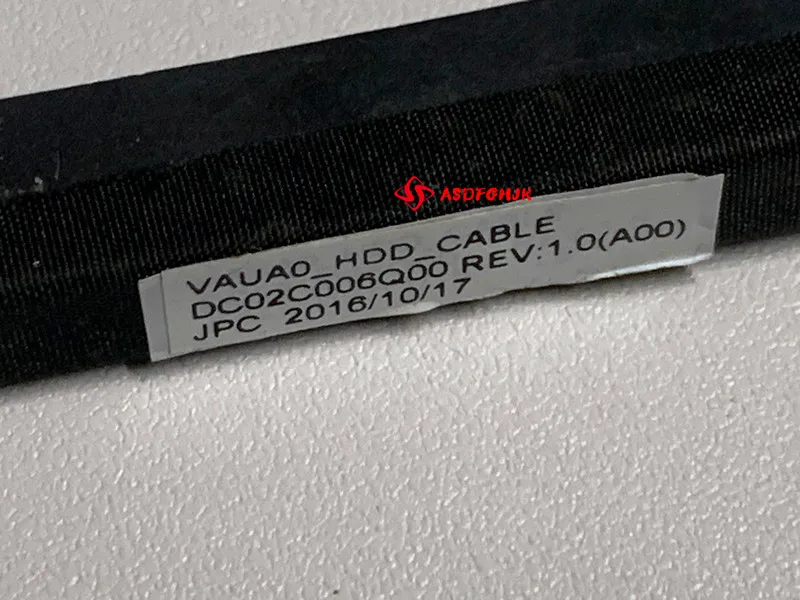 ASDFGHJK
VAUA0_HDD_CABLE
DC02C006Q00 REV:1.0(A00)
JPC 2016/10/17